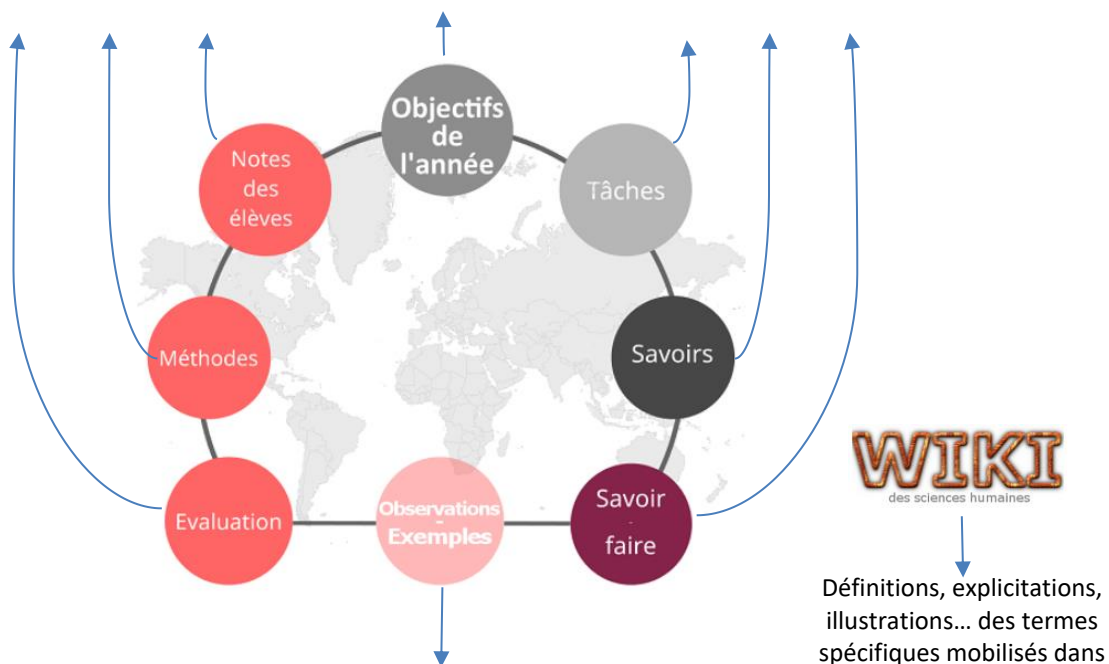 Objectifs
de
l'année
Notes
des
élèves
Tâches
Méthodes
Savoirs
Evaluation
Observations
-
Exemples
Savoir
-
faire
WIKI
des sciences humaines
Définitions, explicitations,
illustrations... des termes
spécifiques mobilisés dans